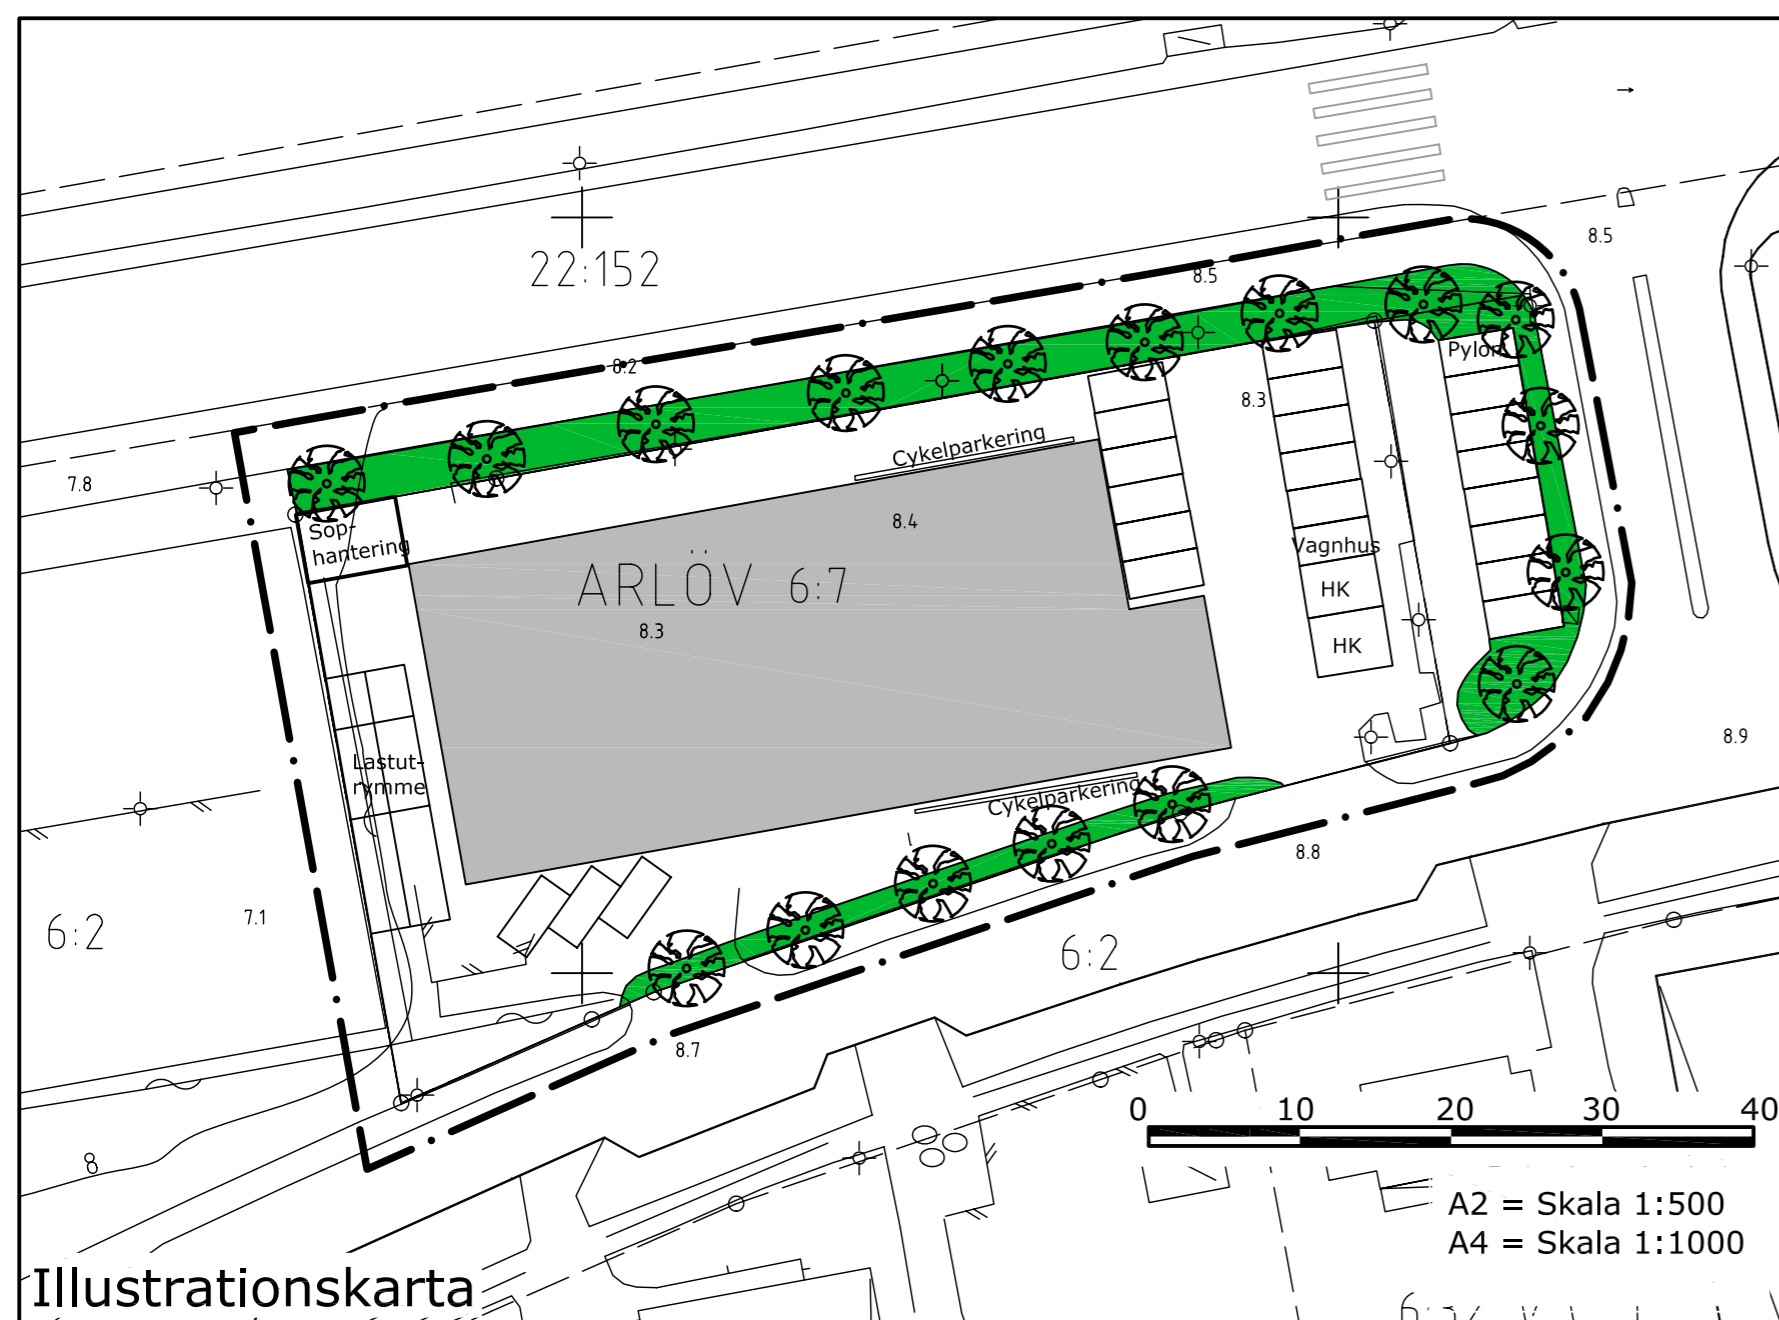 22:152
8.5
8.5
8.2
Pylon
8.3
7.8
Cykelparkering
8.4
Sop-
hantering
Vagnhus
ARLÖV 6:7
HK
8.3
HK
8.9
Lastut-
rymme
Cykelparkering
8.8
7.1
6:2
6:2
8.7
0 10 20 30 40
8
A2 = Skala 1:500
A4 = Skala 1:1000
Illustrationskarta